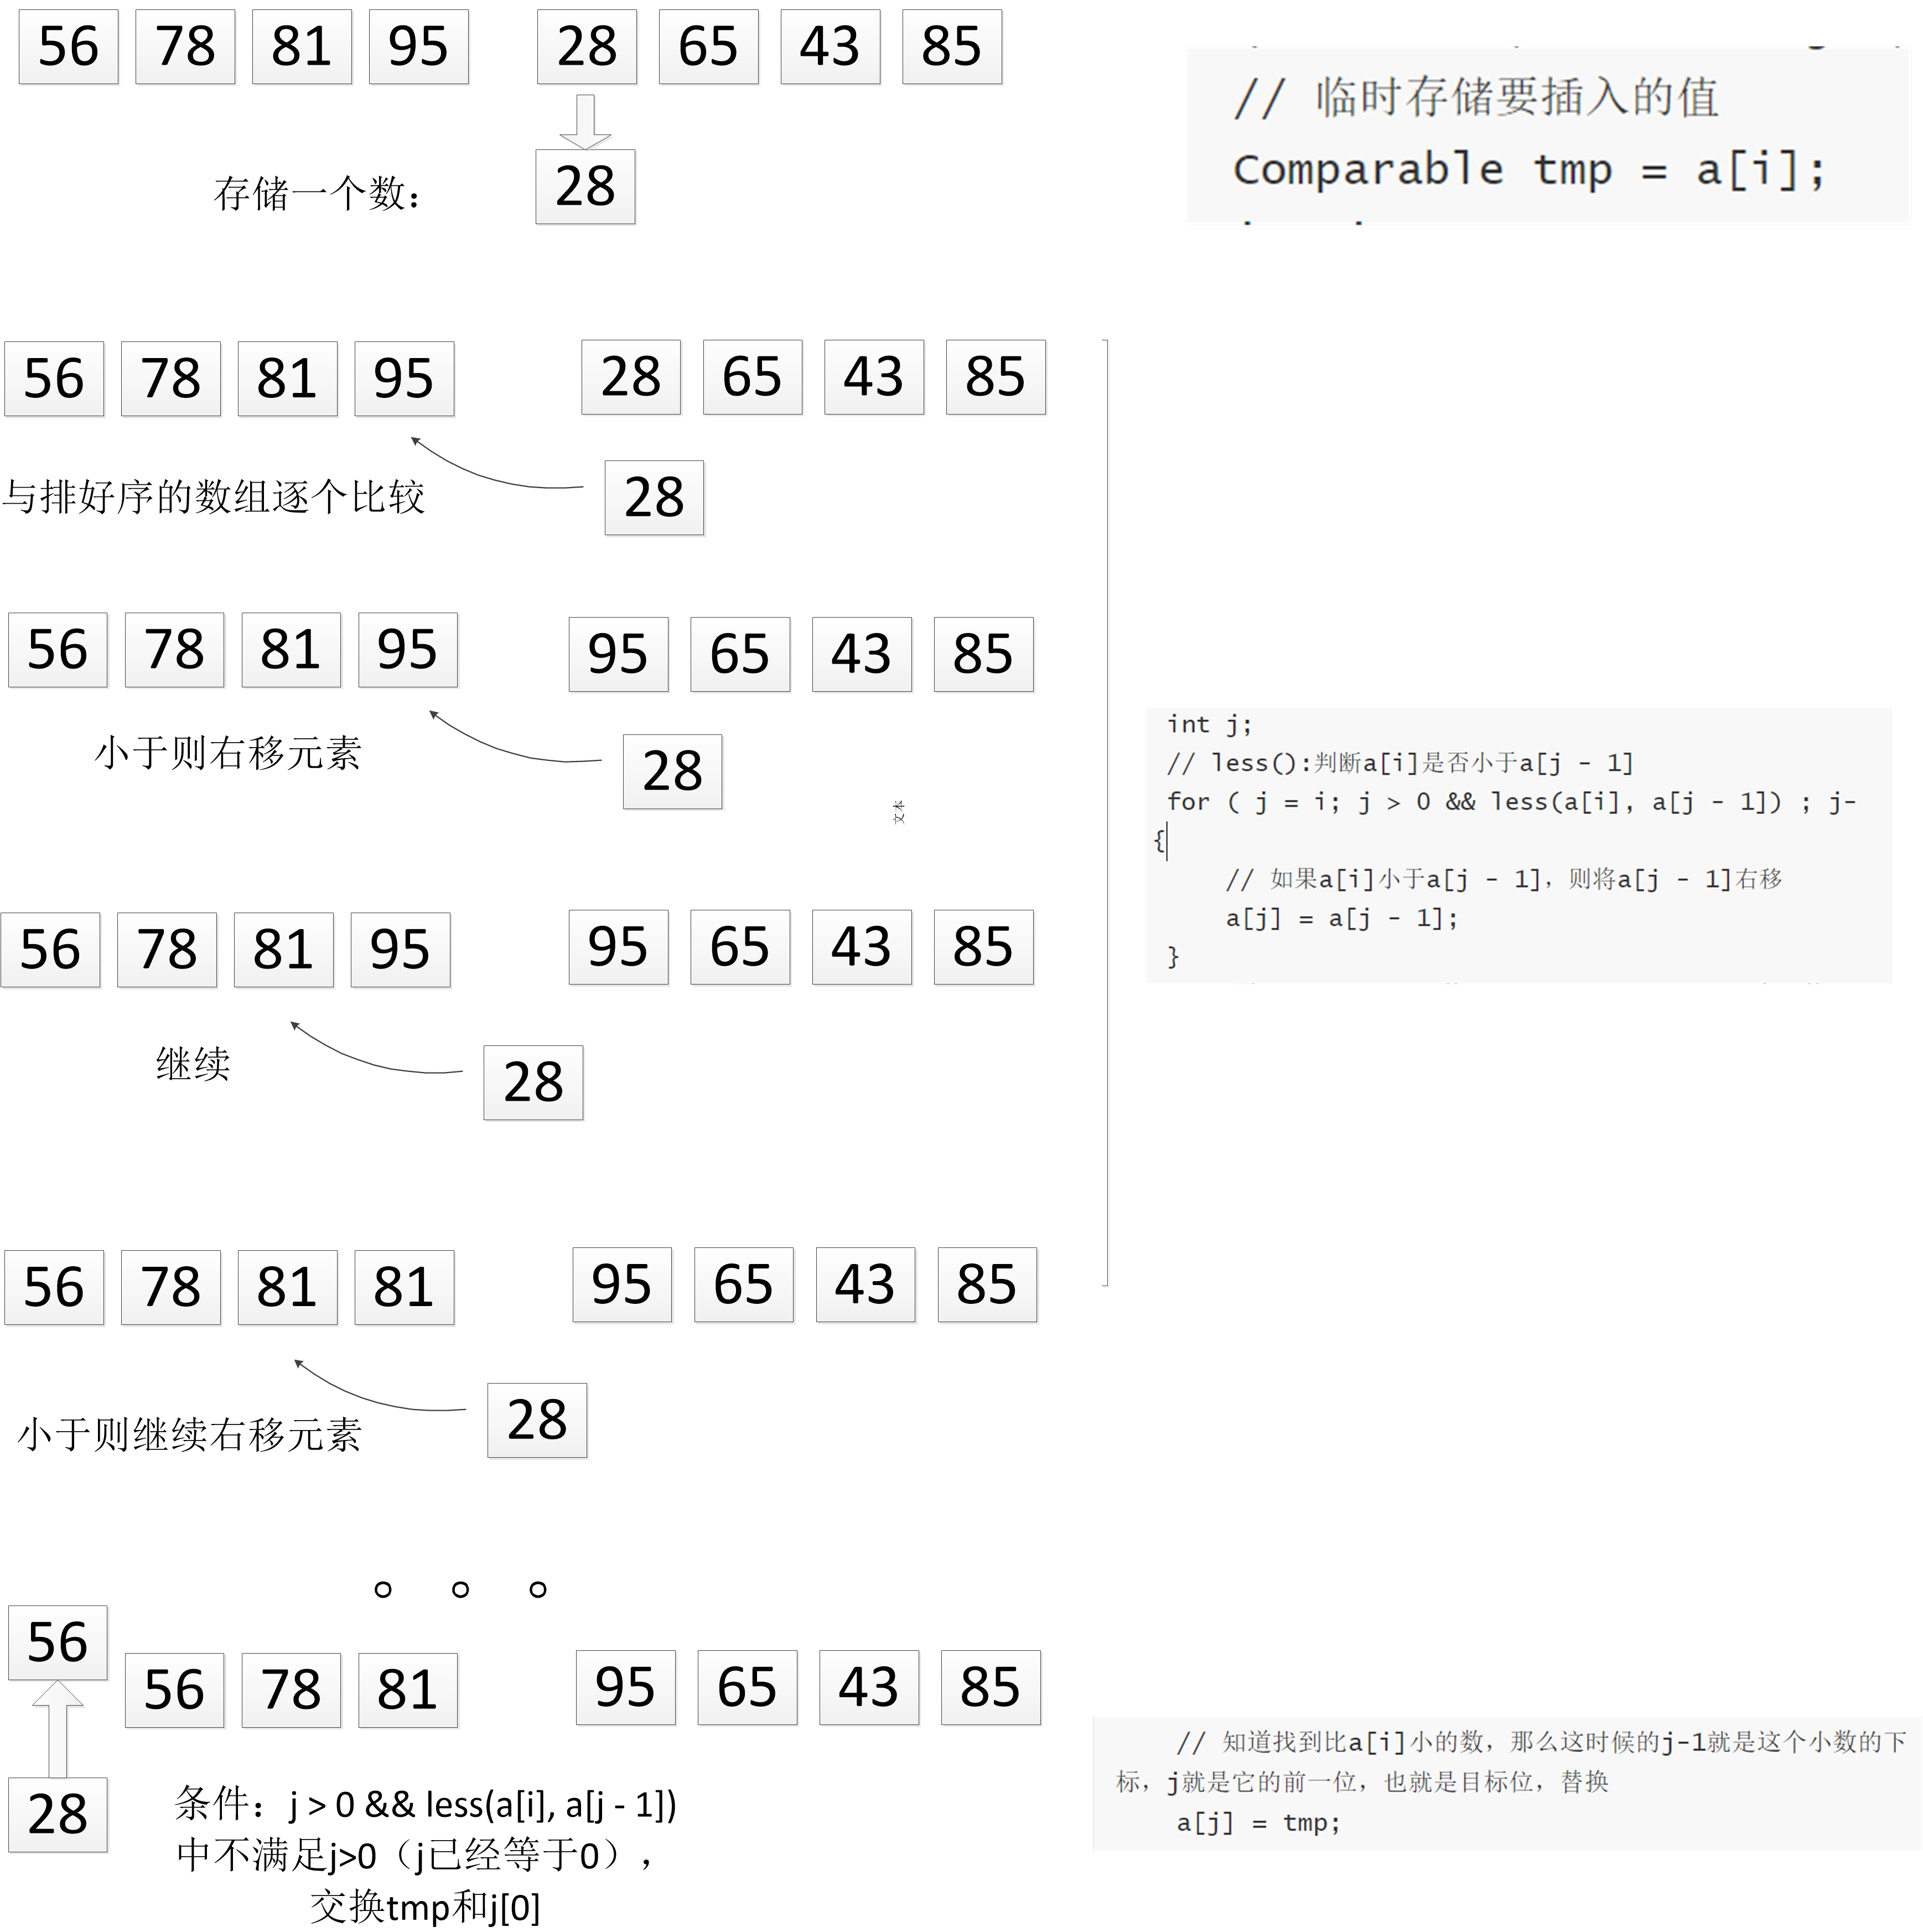 56 78 81 95 28 65 43 85
// 临时存储要插入的值
Comparable tmp = a[i];
存储一个数： 28
56 78 81 95 28 65 43 85
与排好序的数组逐个比较 28
56 78 81 95 95 65 43 85
小于则右移元素 28
文本
int j;
// less():判断a[i]是否小于a[j - 1]
for ( j = i; j > 0 && less(a[i], a[j - 1]) ; j-
{
// 如果a[i]小于a[j - 1]，则将a[j - 1]右移
a[j] = a[j - 1];
}
56 78 81 95 95 65 43 85
继续 28
56 78 81 81 95 65 43 85
小于则继续右移元素 28
。 。 。
56
56 78 81 95 65 43 85
28
条件：j > 0 && less(a[i], a[j - 1])
中不满足j>0（j已经等于0），
交换tmp和j[0]
// 知道找到比a[i]小的数，那么这时候的j-1就是这个小数的下
标，j就是它的前一位，也就是目标位，替换
a[j] = tmp;